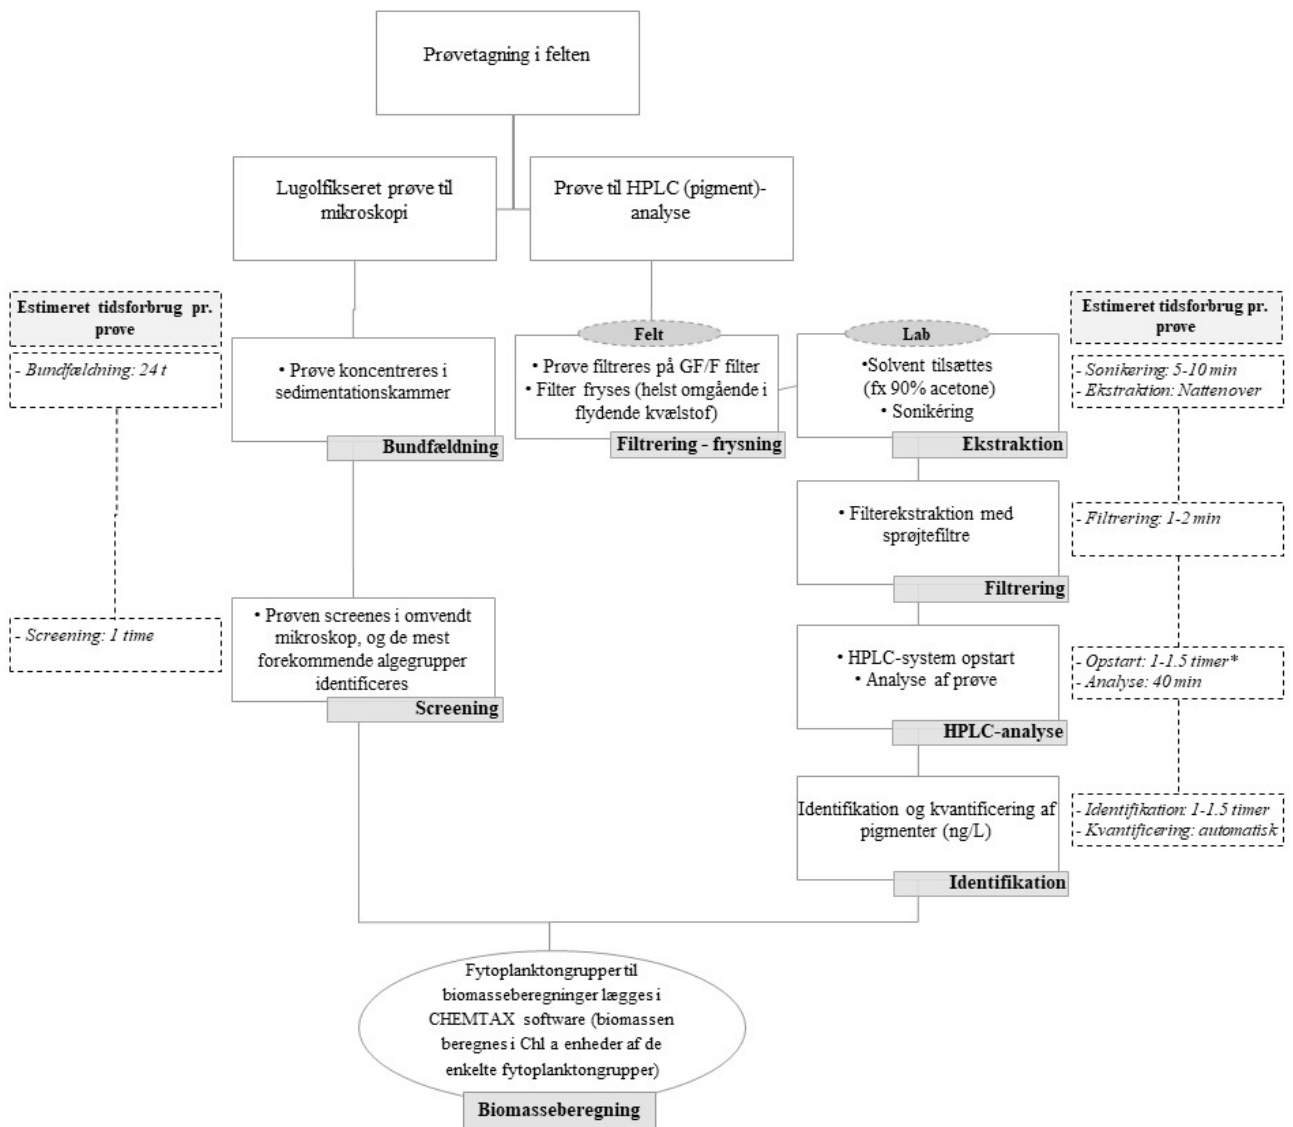 Prøvetagning i felten
Lugolfikseret prøve til
mikroskopi
Prøve til HPLC (pigment)-
analyse
Estimeret tidsforbrug pr.
prøve
- Bundfældning: 24 t
- Screening: 1 time
• Prøve koncentreres i
sedimentationskammer
Bundfældning
• Prøven screenes i omvendt
mikroskop, og de mest
forekommende algegrupper
identificeres
Screening
Felt
• Prøve filtreres på GF/F filter
• Filter fryses (helst omgående i
flydende kvælstof)
Filtrering - frysning
Lab
•Solvent tilsættes
(fx 90% acetone)
• Sonikéring
Ekstraktion
• Filterekstraktion med
sprøjtefiltre
Filtrering
• HPLC-system opstart
• Analyse af prøve
HPLC-analyse
Identifikation og kvantificering af
pigmenter (ng/L)
Identifikation
Estimeret tidsforbrug pr.
prøve
- Sonikering: 5-10 min
- Ekstraktion: Natten over
- Filtrering: 1-2 min
- Opstart: 1-1.5 timer*
- Analyse: 40 min
- Identifikation: 1-1.5 timer
- Kvantificering: automatisk
Fytoplanktongrupper til
biomasseberegninger lægges i
CHEMTAX software (biomassen
beregnes i Chl a enheder af de
enkelte fytoplanktongrupper)
Biomasseberegning